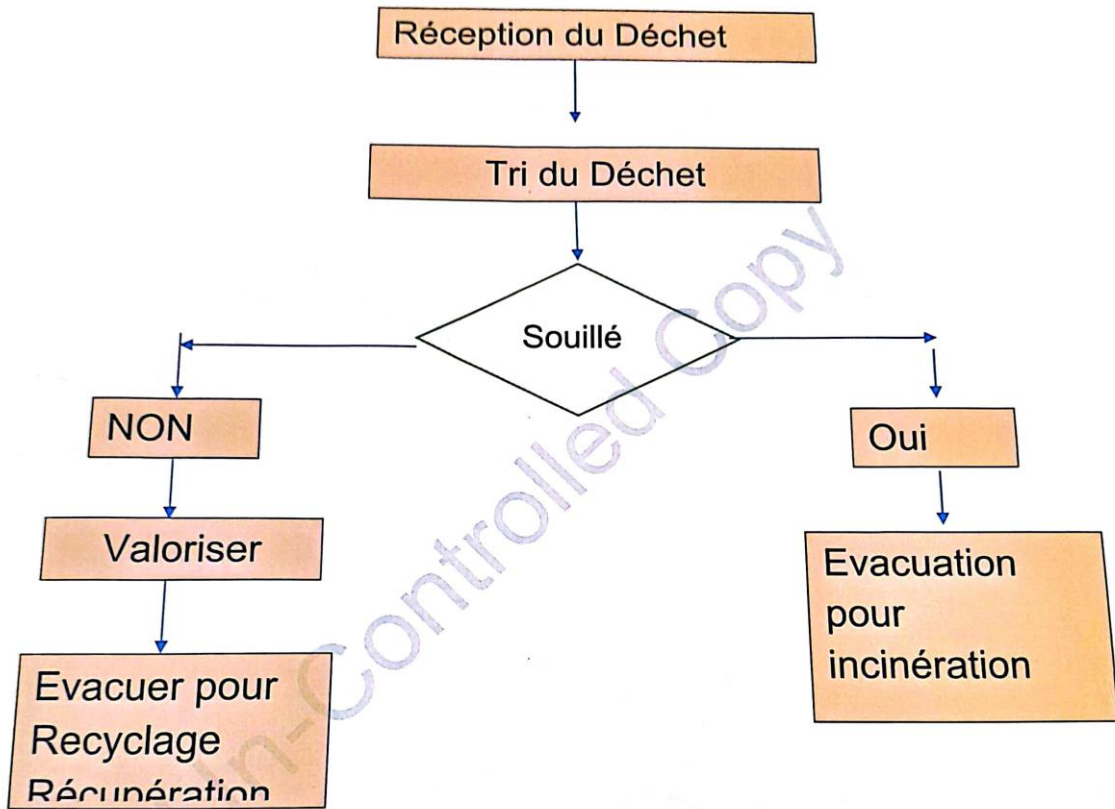 Réception du Déchet
Tri du Déchet
Souillé
NON
Oui
Valoriser
Evacuation
pour
incinération
Evacuer pour
Recyclage
Récupération
In-Controlled Copy